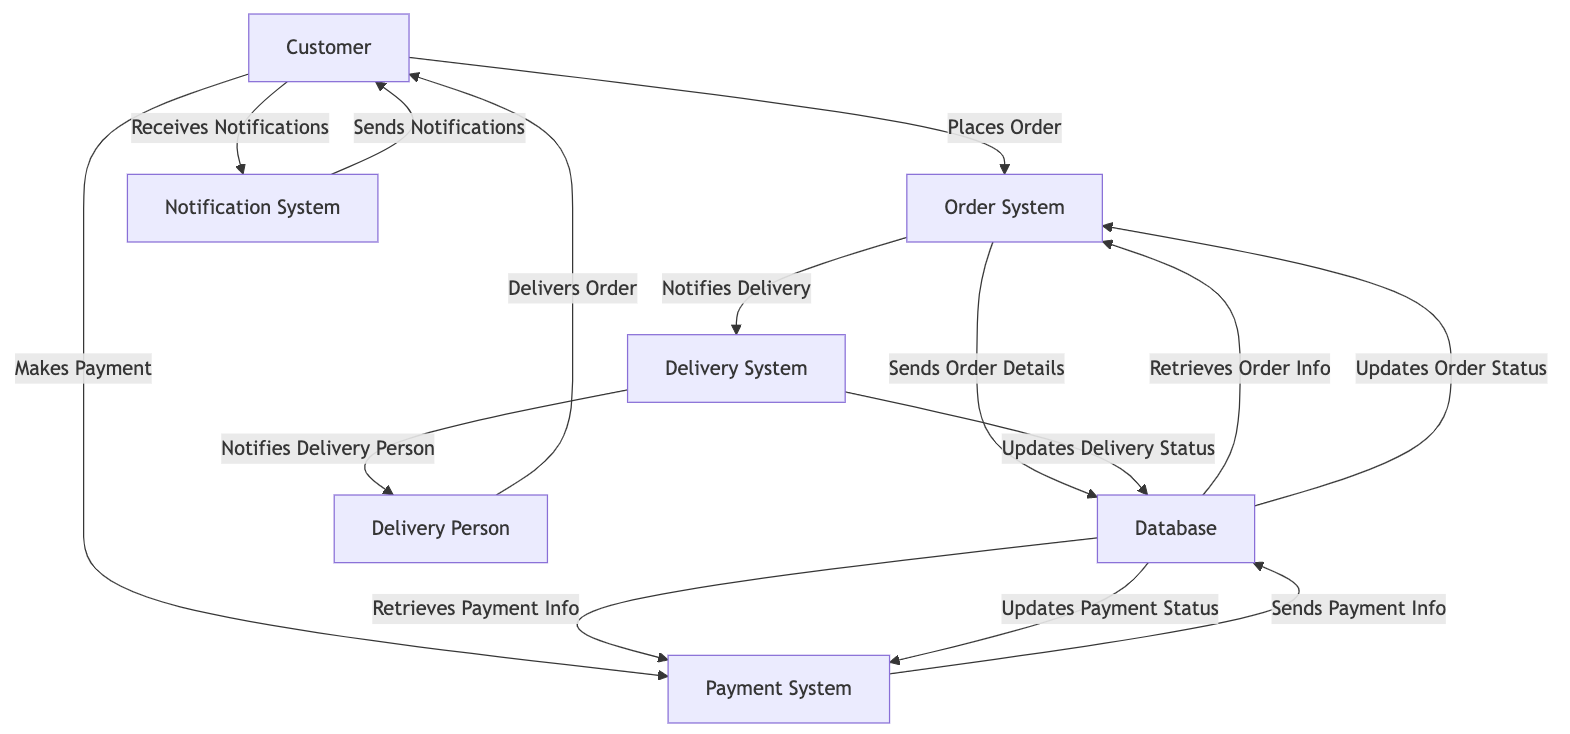 Customer
Receives Notifications
Sends Notifications
Places Order
Notification System
Order System
Delivers Order
Notifies Delivery
Makes Payment
Delivery System
Sends Order Details
Retrieves Order Info
Updates Order Status
Notifies Delivery Person
Updates Delivery Status
Delivery Person
Database
Retrieves Payment Info
Updates Payment Status
Sends Payment Info
Payment System